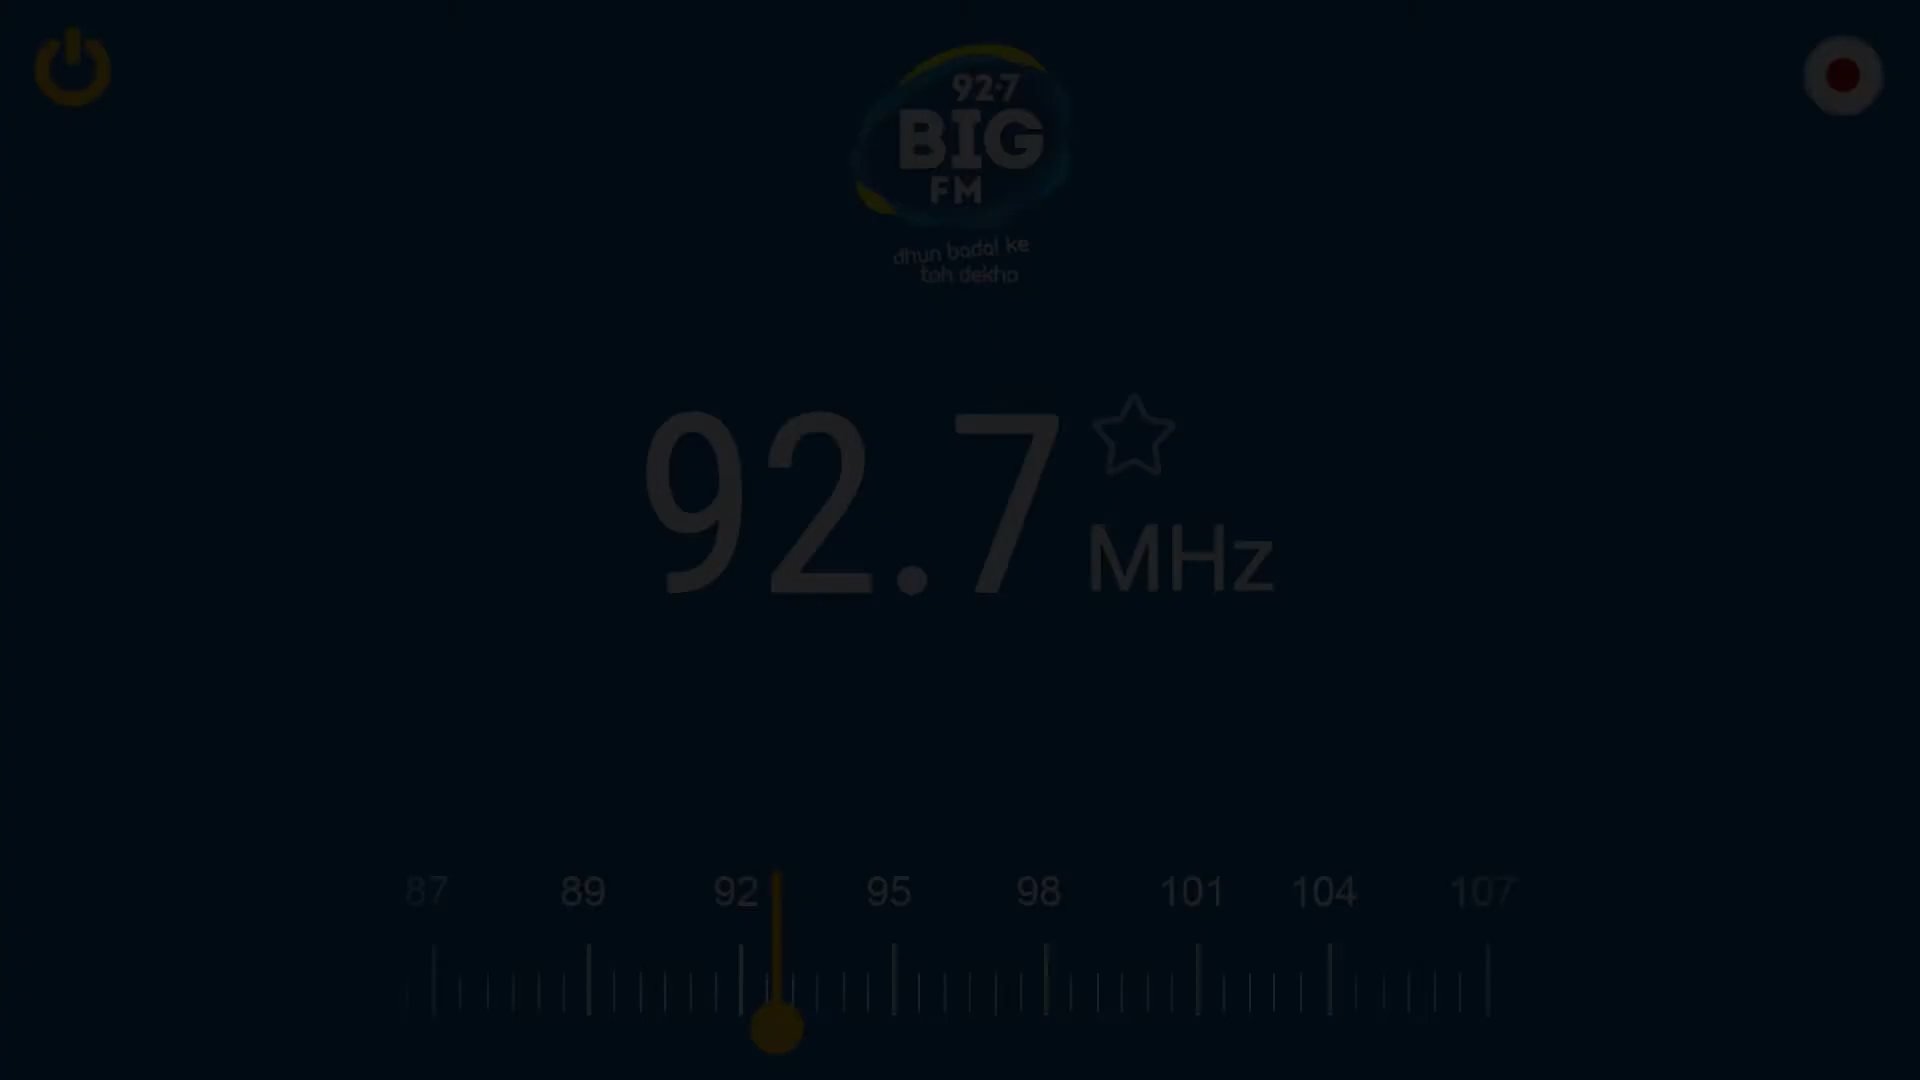 92.7
BIG
FM
dhun badal ke
toh dekho
92.7
MHz
87 89 92 95 98 101 104 107